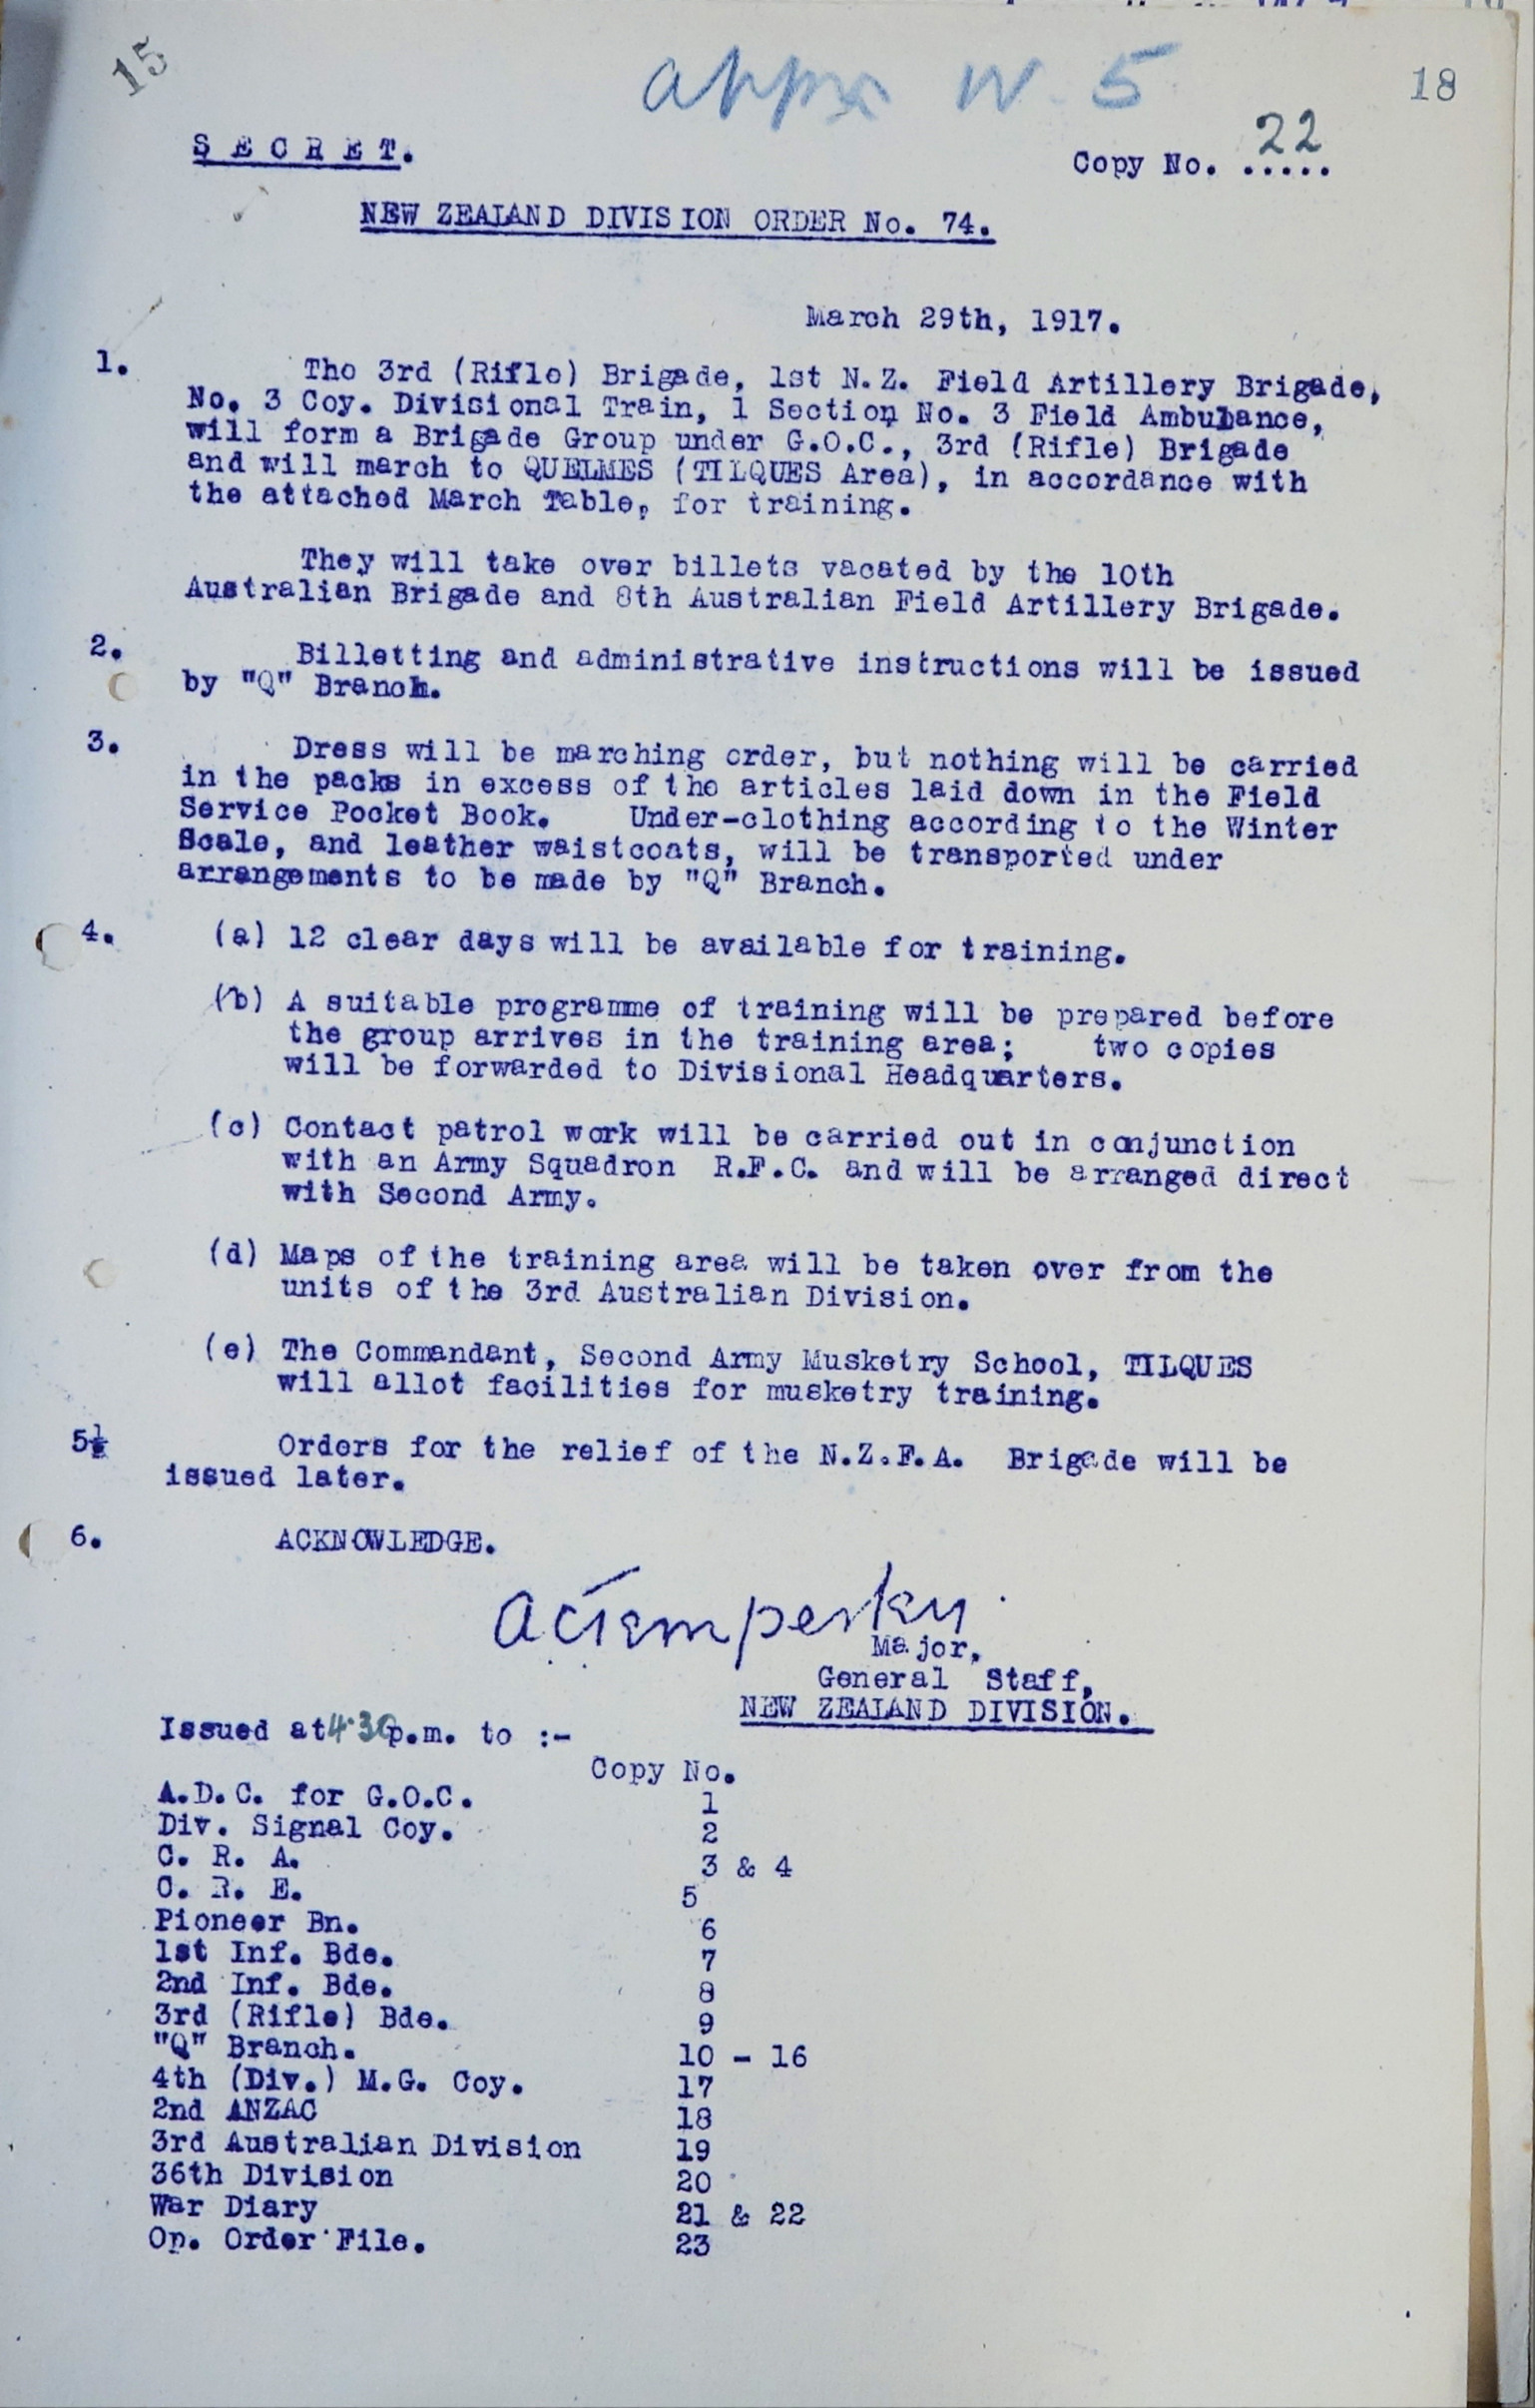 15
appx W. 5
18
SECRET.
Copy No. 22
NEW ZEALAND DIVISION ORDER No. 74.
March 29th, 1917.
1. The 3rd (Rifle) Brigade, 1st N.Z. Field Artillery Brigade,
No. 3 Coy. Divisional Train, 1 Section No. 3 Field Ambulance,
will form a Brigade Group under G.O.C., 3rd (Rifle) Brigade
and will march to QUELMES (TILQUES Area), in accordance with
the attached March Table, for training.
They will take over billets vacated by the 10th
Australian Brigade and 8th Australian Field Artillery Brigade.
2. Billetting and administrative instructions will be issued
by "Q" Branch.
3. Dress will be marching order, but nothing will be carried
in the packs in excess of the articles laid down in the Field
Service Pocket Book. Under-clothing according to the Winter
Scale, and leather waistcoats, will be transported under
arrangements to be made by "Q" Branch.
4. (a) 12 clear days will be available for training.
(b) A suitable programme of training will be prepared before
the group arrives in the training area; two copies
will be forwarded to Divisional Headquarters.
(c) Contact patrol work will be carried out in conjunction
with an Army Squadron R.F.C. and will be arranged direct
with Second Army.
(d) Maps of the training area will be taken over from the
units of the 3rd Australian Division.
(e) The Commandant, Second Army Musketry School, TILQUES
will allot facilities for musketry training.
5½ Orders for the relief of the N.Z.F.A. Brigade will be
issued later.
6. ACKNOWLEDGE.
ACTemperley
Major,
General Staff,
NEW ZEALAND DIVISION.
Issued at 4.30 p.m. to :-
Copy No.
A.D.C. for G.O.C. 1
Div. Signal Coy. 2
C. R. A. 3 & 4
C. R. E. 5
Pioneer Bn. 6
1st Inf. Bde. 7
2nd Inf. Bde. 8
3rd (Rifle) Bde. 9
"Q" Branch. 10 - 16
4th (Div.) M.G. Coy. 17
2nd ANZAC 18
3rd Australian Division 19
36th Division 20
War Diary 21 & 22
Op. Order File. 23